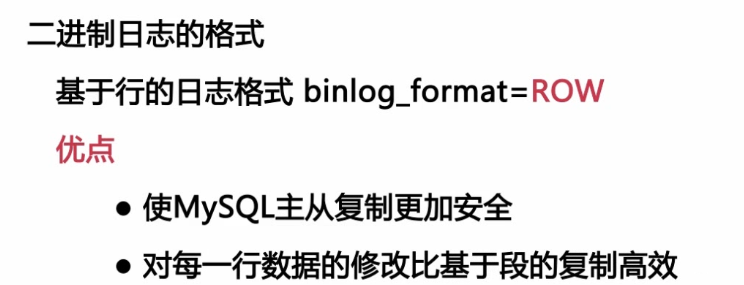 二进制日志的格式
基于行的日志格式 binlog_format=ROW
优点
● 使MySQL主从复制更加安全
● 对每一行数据的修改比基于段的复制高效